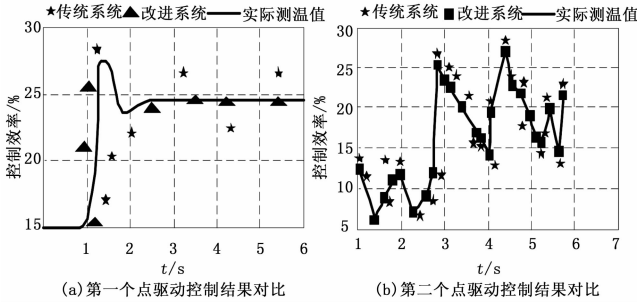 ★传统系统 ▲改进系统 —实际测温值
30
25
20
15
控制效率/%
1 2 3 4 5 6
t/s
(a)第一个点驱动控制结果对比
★传统系统 ■改进系统 —实际测温值
30
25
20
15
10
5
控制效率/%
1 2 3 4 5 6 7
t/s
(b)第二个点驱动控制结果对比